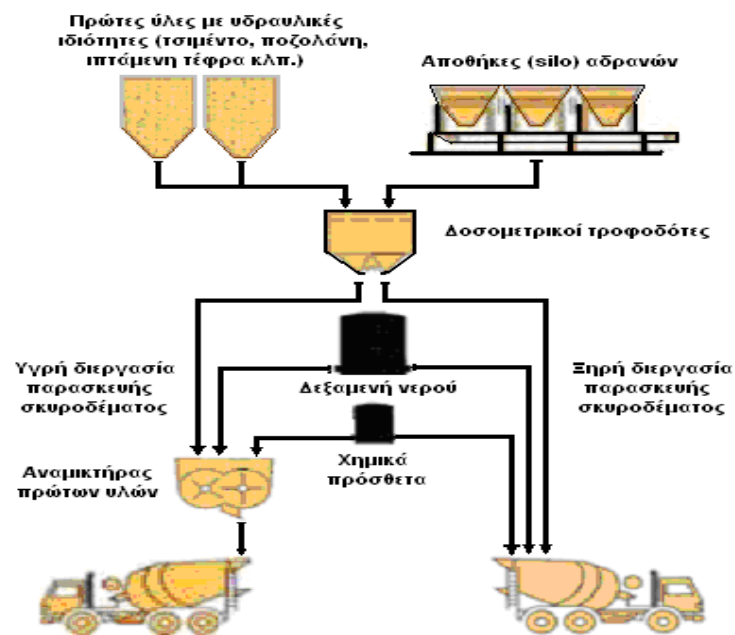 Πρώτες ύλες με υδραυλικές
ιδιότητες (τσιμέντο, ποζολάνη,
ιπτάμενη τέφρα κλπ.)
Αποθήκες (silo) αδρανών
Δοσομετρικοί τροφοδότες
Υγρή διεργασία
παρασκευής
σκυροδέματος
Δεξαμενή νερού
Ξηρή διεργασία
παρασκευής
σκυροδέματος
Αναμικτήρας
πρώτων υλών
Χημικά
πρόσθετα